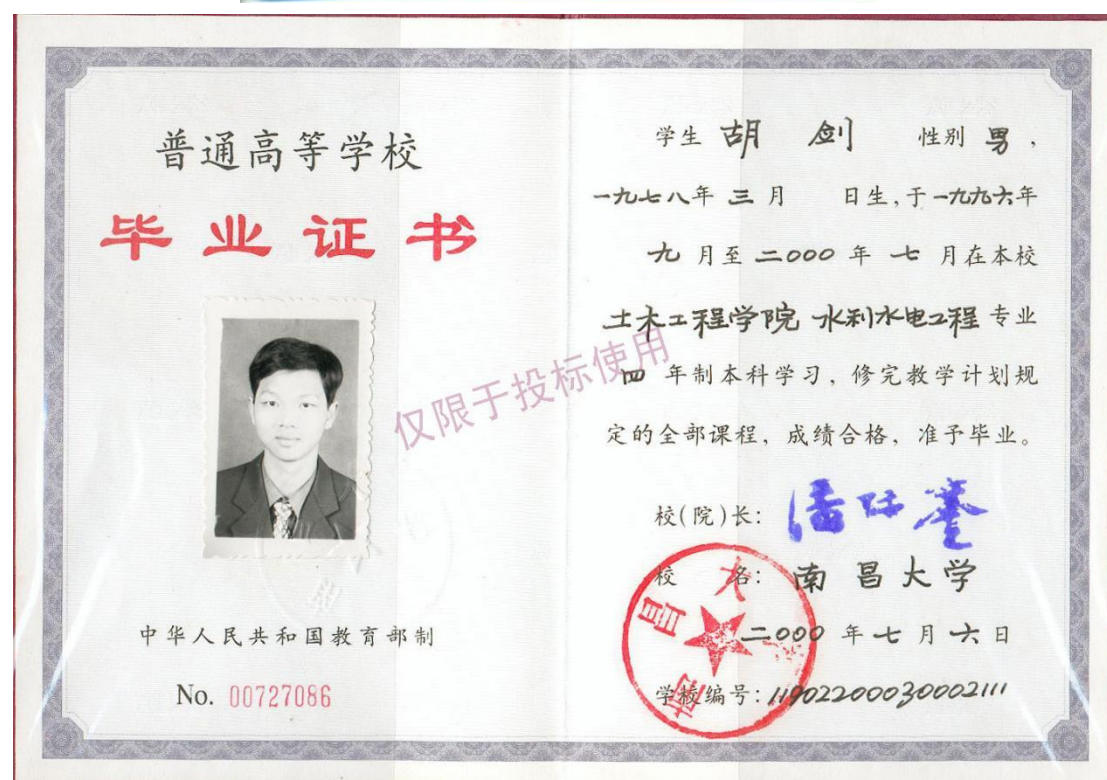 普通高等学校
毕业证书
仅限于投标使用
中华人民共和国教育部制
No. 00727086
学生 胡 剑 性别 男，
一九七八年 三 月 日生，于一九九六年
九 月至 二000 年 七 月在本校
土木工程学院 水利水电工程 专业
四 年制本科学习，修完教学计划规
定的全部课程，成绩合格，准予毕业。
校(院)长：
校 名：南昌大学
二000 年 七 月 六 日
学校编号：
南昌大